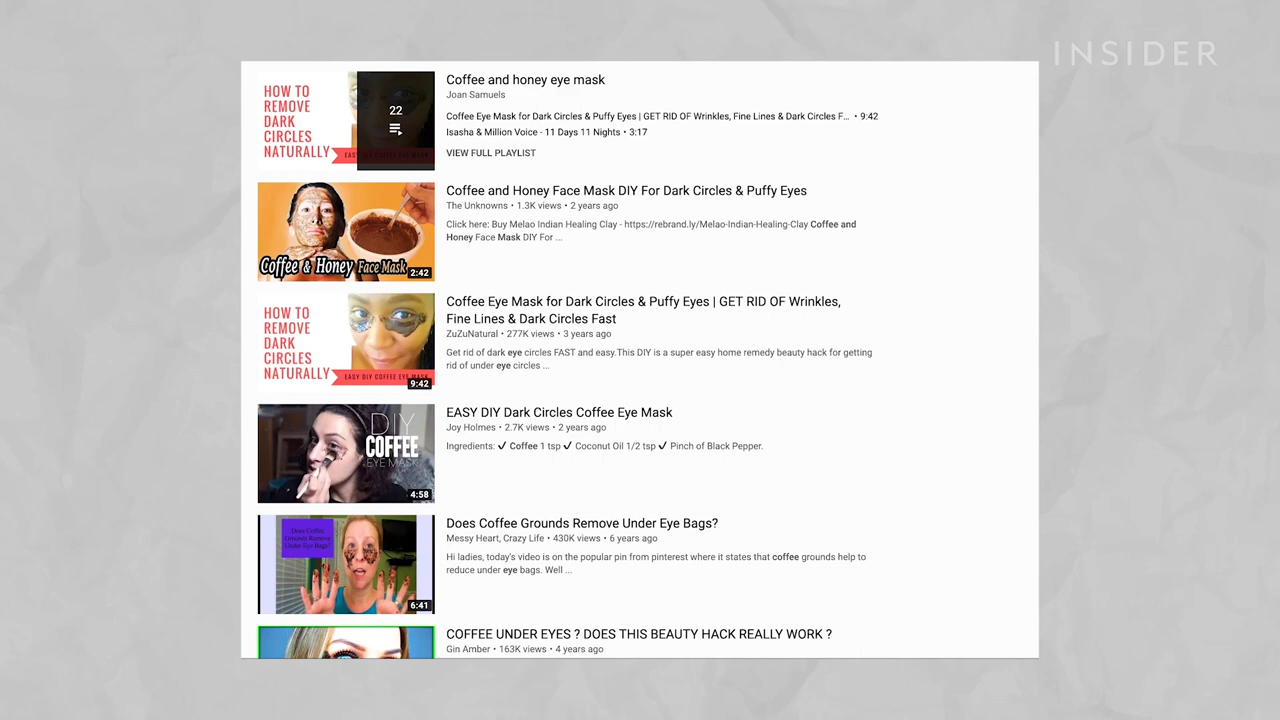 INSIDER
HOW TO
REMOVE
DARK
CIRCLES
NATURALLY
EASY DIY COFFEE EYE MASK
22
Coffee and honey eye mask
Joan Samuels
Coffee Eye Mask for Dark Circles & Puffy Eyes | GET RID OF Wrinkles, Fine Lines & Dark Circles F... • 9:42
Isasha & Million Voice - 11 Days 11 Nights • 3:17
VIEW FULL PLAYLIST
Coffee & Honey Face Mask
2:42
Coffee and Honey Face Mask DIY For Dark Circles & Puffy Eyes
The Unknowns • 1.3K views • 2 years ago
Click here: Buy Melao Indian Healing Clay - https://rebrand.ly/Melao-Indian-Healing-Clay Coffee and
Honey Face Mask DIY For ...
HOW TO
REMOVE
DARK
CIRCLES
NATURALLY
EASY DIY COFFEE EYE MASK
9:42
Coffee Eye Mask for Dark Circles & Puffy Eyes | GET RID OF Wrinkles,
Fine Lines & Dark Circles Fast
ZuZuNatural • 277K views • 3 years ago
Get rid of dark eye circles FAST and easy.This DIY is a super easy home remedy beauty hack for getting
rid of under eye circles ...
DIY
COFFEE
EYE MASK
4:58
EASY DIY Dark Circles Coffee Eye Mask
Joy Holmes • 2.7K views • 2 years ago
Ingredients: ✓ Coffee 1 tsp ✓ Coconut Oil 1/2 tsp ✓ Pinch of Black Pepper.
Does Coffee
Grounds Remove
Under Eye Bags?
6:41
Does Coffee Grounds Remove Under Eye Bags?
Messy Heart, Crazy Life • 430K views • 6 years ago
Hi ladies, today's video is on the popular pin from pinterest where it states that coffee grounds help to
reduce under eye bags. Well ...
COFFEE UNDER EYES ? DOES THIS BEAUTY HACK REALLY WORK ?
Gin Amber • 163K views • 4 years ago